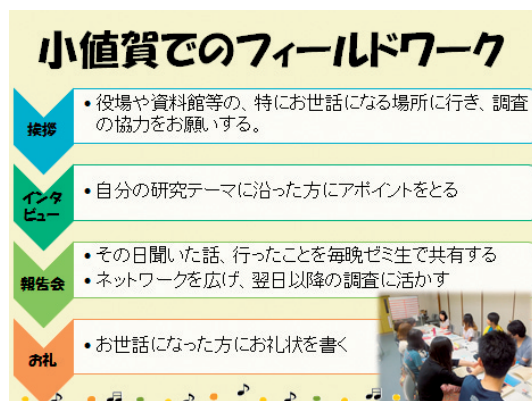 小値賀でのフィールドワーク
挨拶
• 役場や資料館等の、特にお世話になる場所に行き、調査
の協力をお願いする。
インタ
ビュー
• 自分の研究テーマに沿った方にアポイントをとる
報告会
• その日聞いた話、行ったことを毎晩ゼミ生で共有する
• ネットワークを広げ、翌日以降の調査に活かす
お礼
• お世話になった方にお礼状を書く